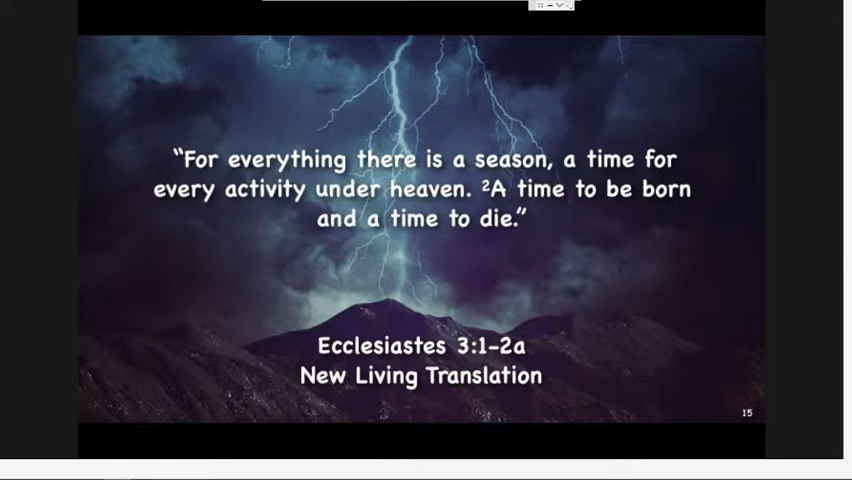 “For everything there is a season, a time for
every activity under heaven. ²A time to be born
and a time to die.”
Ecclesiastes 3:1-2a
New Living Translation
15